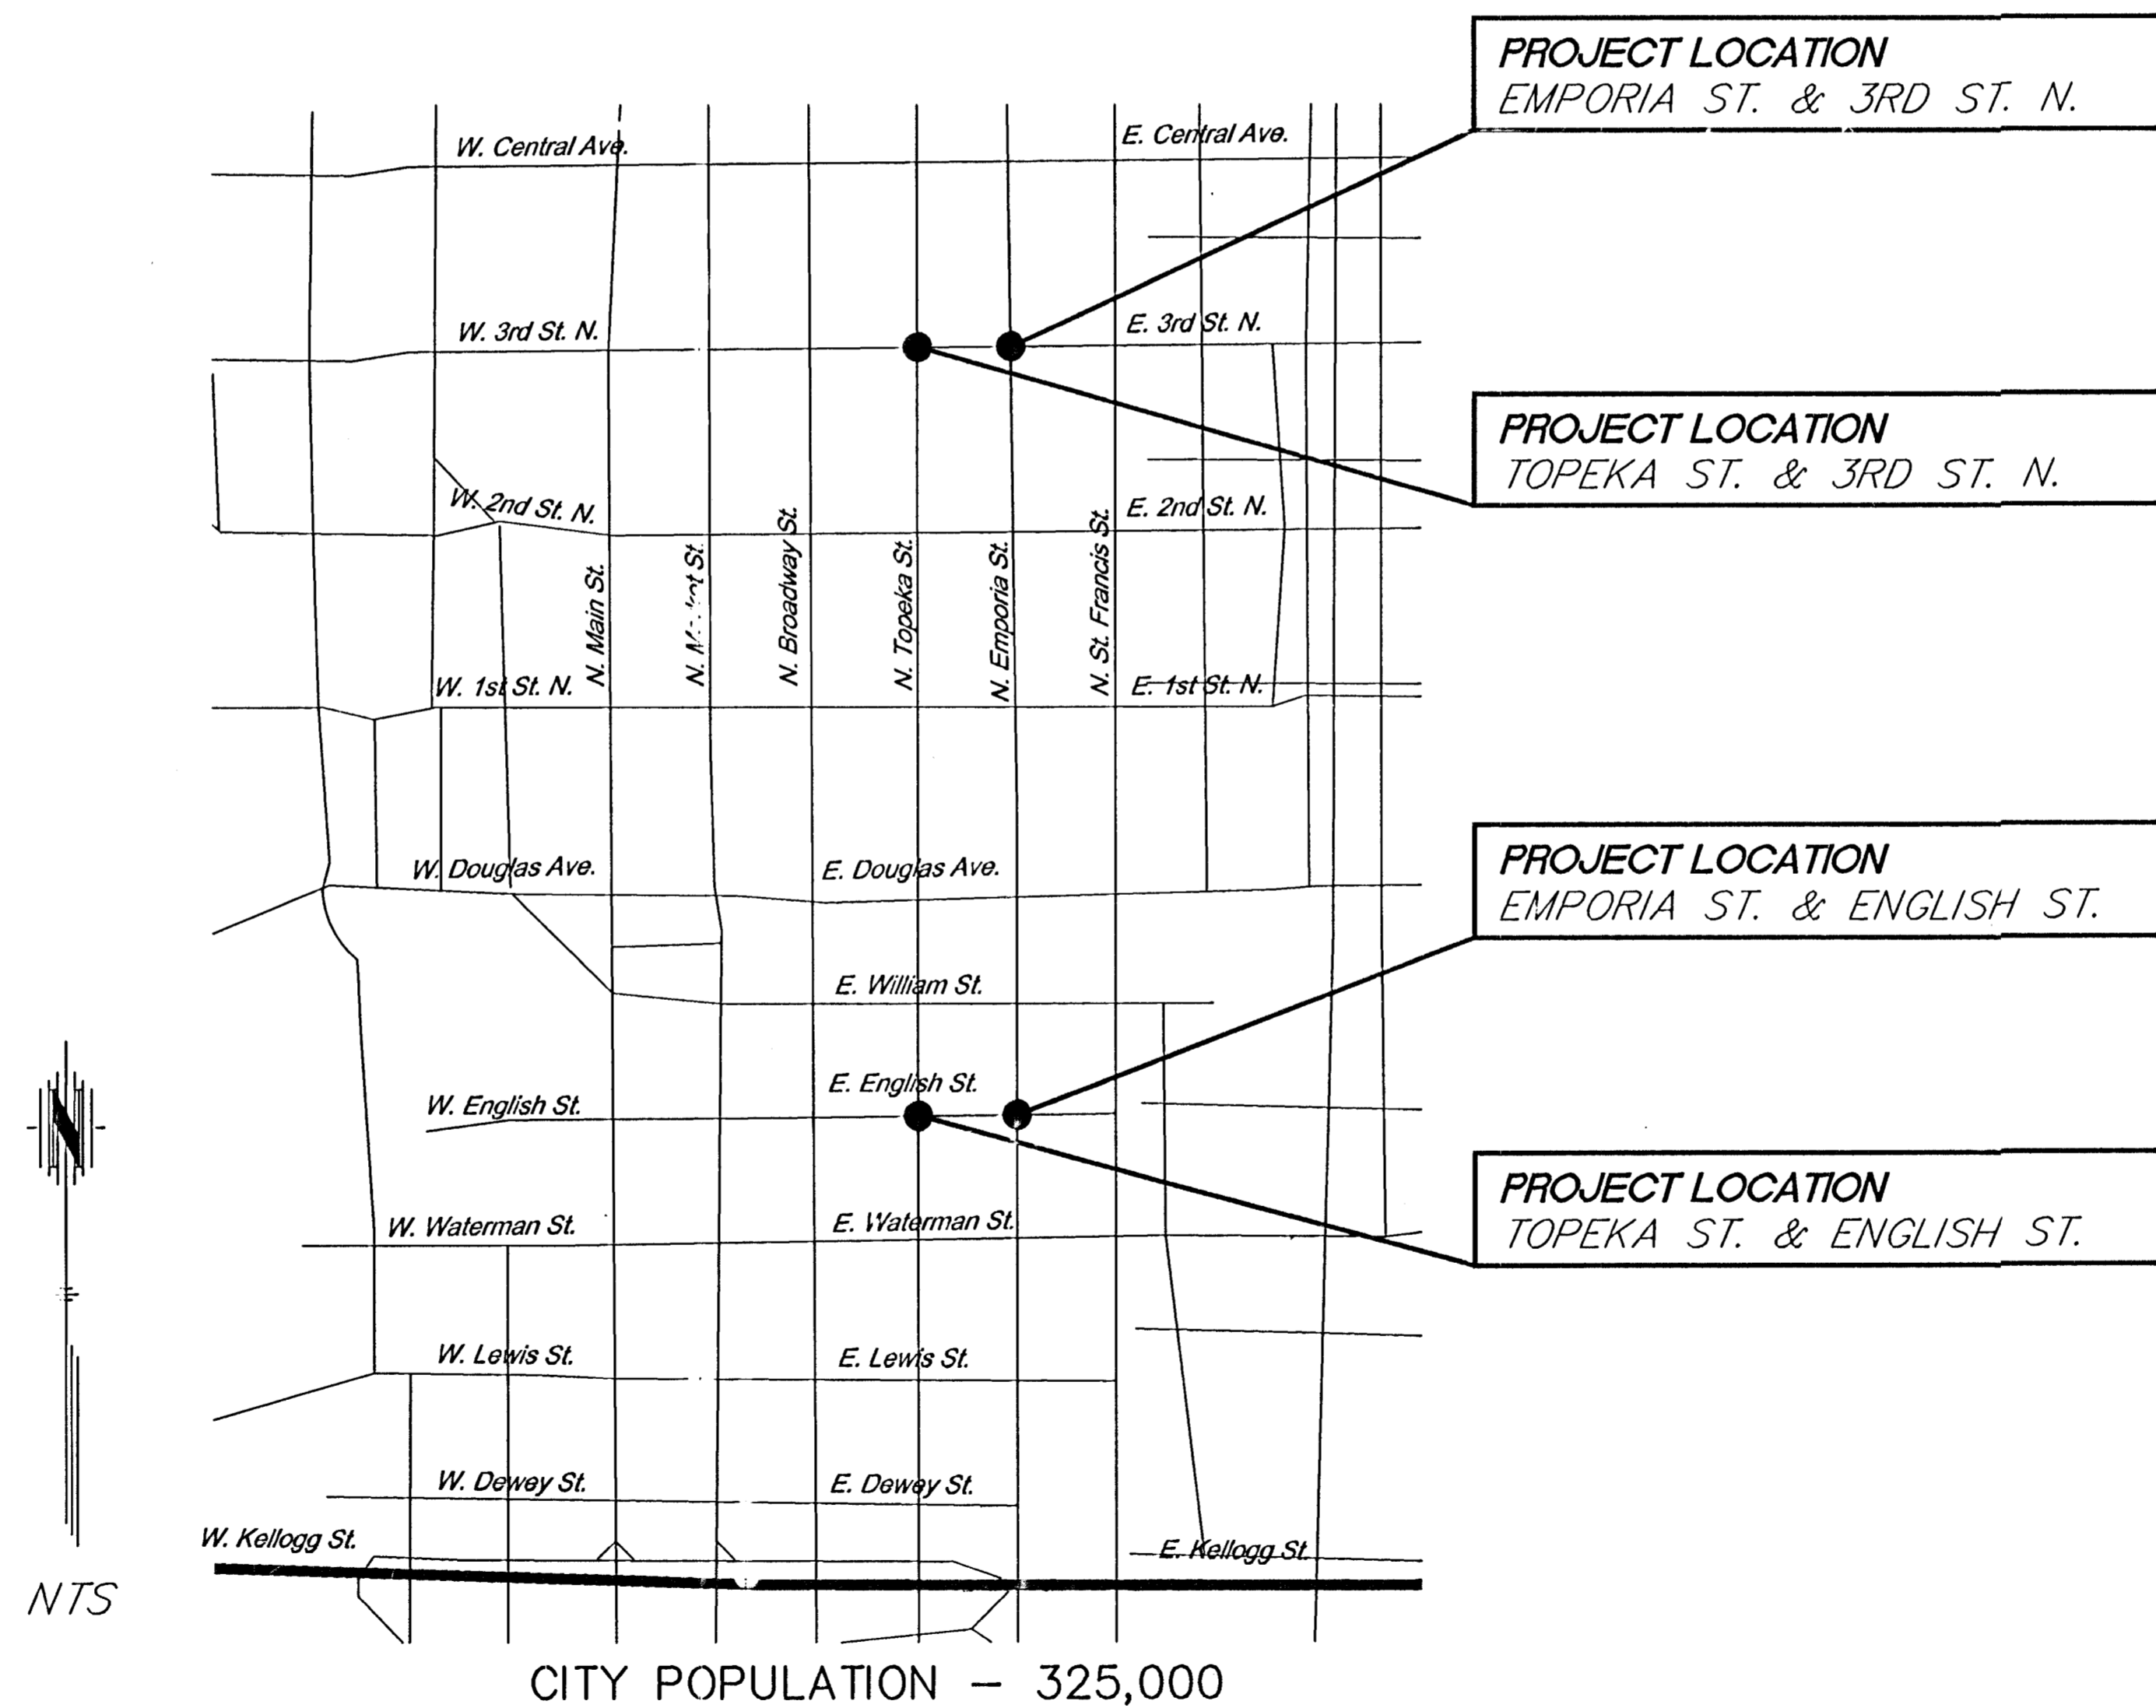 PROJECT LOCATION
EMPORIA ST. & 3RD ST. N.
W. Central Ave.
E. Central Ave.
W. 3rd St. N.
E. 3rd St. N.
PROJECT LOCATION
TOPEKA ST. & 3RD ST. N.
W. 2nd St. N.
E. 2nd St. N.
N. Main St.
N. St.
N. Broadway St.
N. Topeka St.
N. Emporia St.
N. St. Francis St.
W. 1st St. N.
E. 1st St. N.
W. Douglas Ave.
E. Douglas Ave.
PROJECT LOCATION
EMPORIA ST. & ENGLISH ST.
E. William St.
E. English St.
W. English St.
N
PROJECT LOCATION
TOPEKA ST. & ENGLISH ST.
W. Waterman St.
E. Waterman St.
W. Lewis St.
E. Lewis St.
W. Dewey St.
E. Dewey St.
W. Kellogg St.
E. Kellogg St
NTS
CITY POPULATION – 325,000